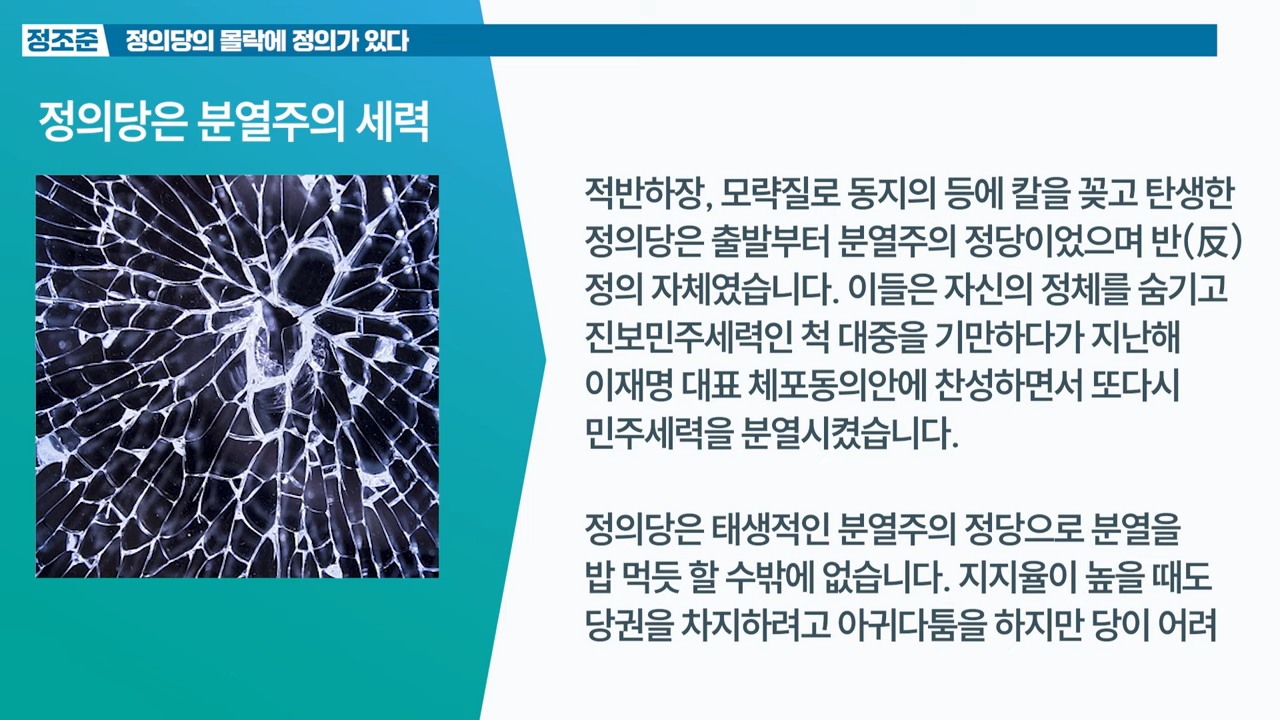 정조준 정의당의 몰락에 정의가 있다
정의당은 분열주의 세력
적반하장, 모략질로 동지의 등에 칼을 꽂고 탄생한
정의당은 출발부터 분열주의 정당이었으며 반(反)
정의 자체였습니다. 이들은 자신의 정체를 숨기고
진보민주세력인 척 대중을 기만하다가 지난해
이재명 대표 체포동의안에 찬성하면서 또다시
민주세력을 분열시켰습니다.
정의당은 태생적인 분열주의 정당으로 분열을
밥 먹듯 할 수밖에 없습니다. 지지율이 높을 때도
당권을 차지하려고 아귀다툼을 하지만 당이 어려